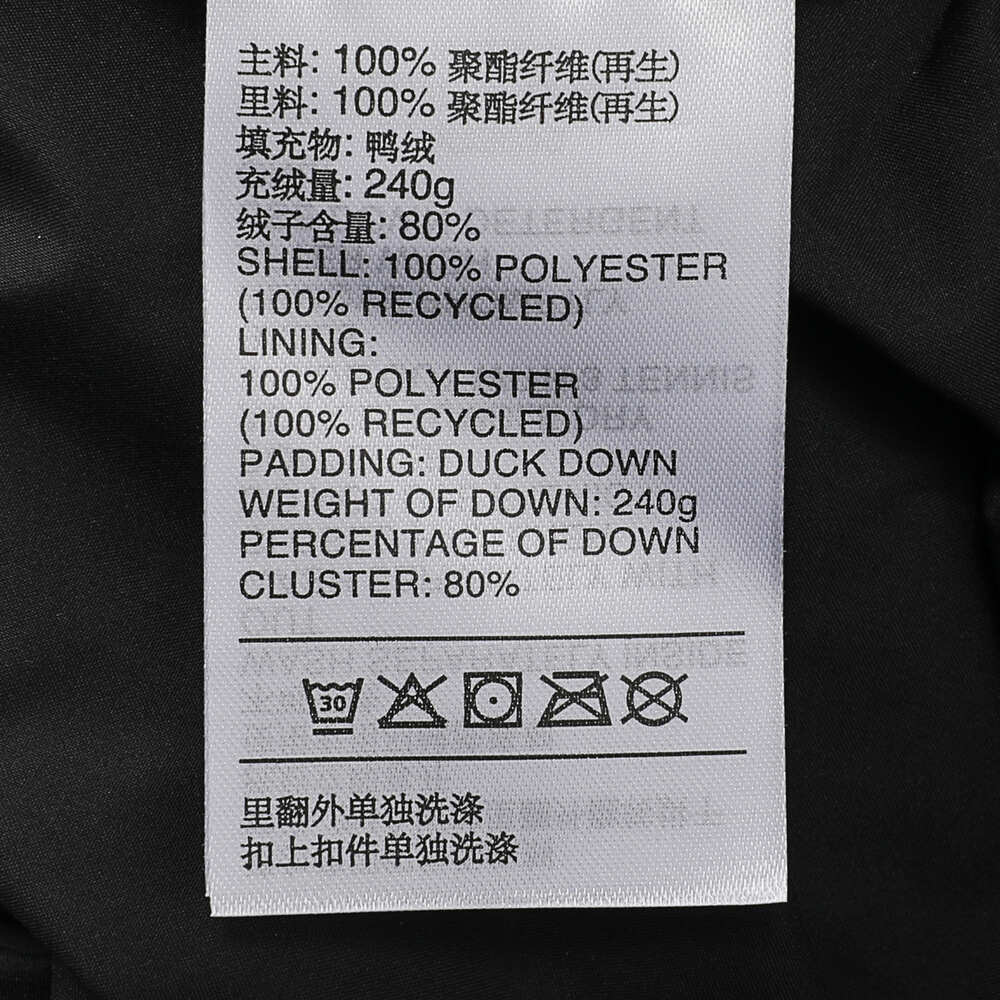 主料: 100% 聚酯纤维(再生)
里料: 100% 聚酯纤维(再生)
填充物: 鸭绒
充绒量: 240g
绒子含量: 80%
SHELL: 100% POLYESTER
(100% RECYCLED)
LINING:
100% POLYESTER
(100% RECYCLED)
PADDING: DUCK DOWN
WEIGHT OF DOWN: 240g
PERCENTAGE OF DOWN
CLUSTER: 80%
30
里翻外单独洗涤
扣上扣件单独洗涤